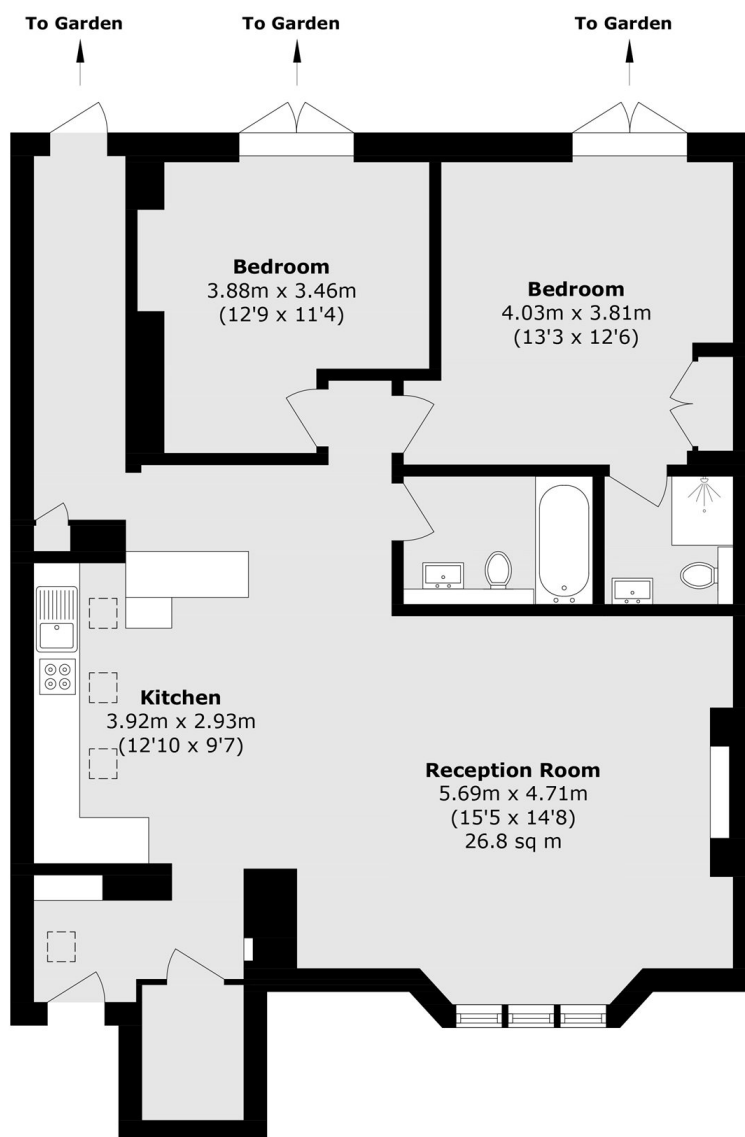 To Garden
To Garden
To Garden
Bedroom
3.88m x 3.46m
(12'9 x 11'4)
Bedroom
4.03m x 3.81m
(13'3 x 12'6)
Kitchen
3.92m x 2.93m
(12'10 x 9'7)
Reception Room
5.69m x 4.71m
(15'5 x 14'8)
26.8 sq m